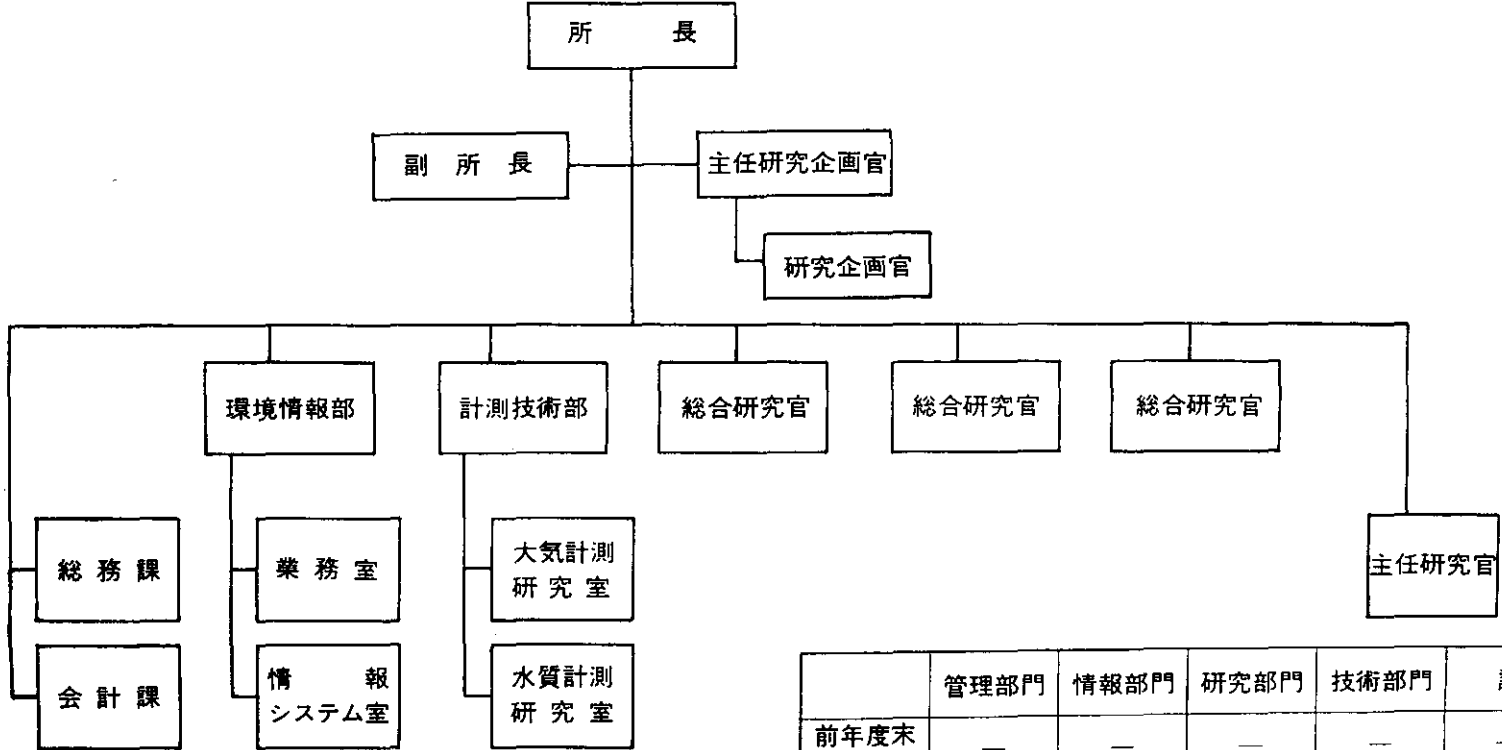 所長
副所長
主任研究企画官
研究企画官
環境情報部
計測技術部
総合研究官
総合研究官
総合研究官
総務課
業務室
大気計測
研究室
主任研究官
会計課
情報
システム室
水質計測
研究室
管理部門 情報部門 研究部門 技術部門
前年度末 — — — —